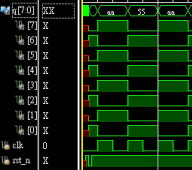 q[7:0] XX aa 55 aa
[7] X
[6] X
[5] X
[4] X
[3] X
[2] X
[1] X
[0] X
clk 0
rst_n X